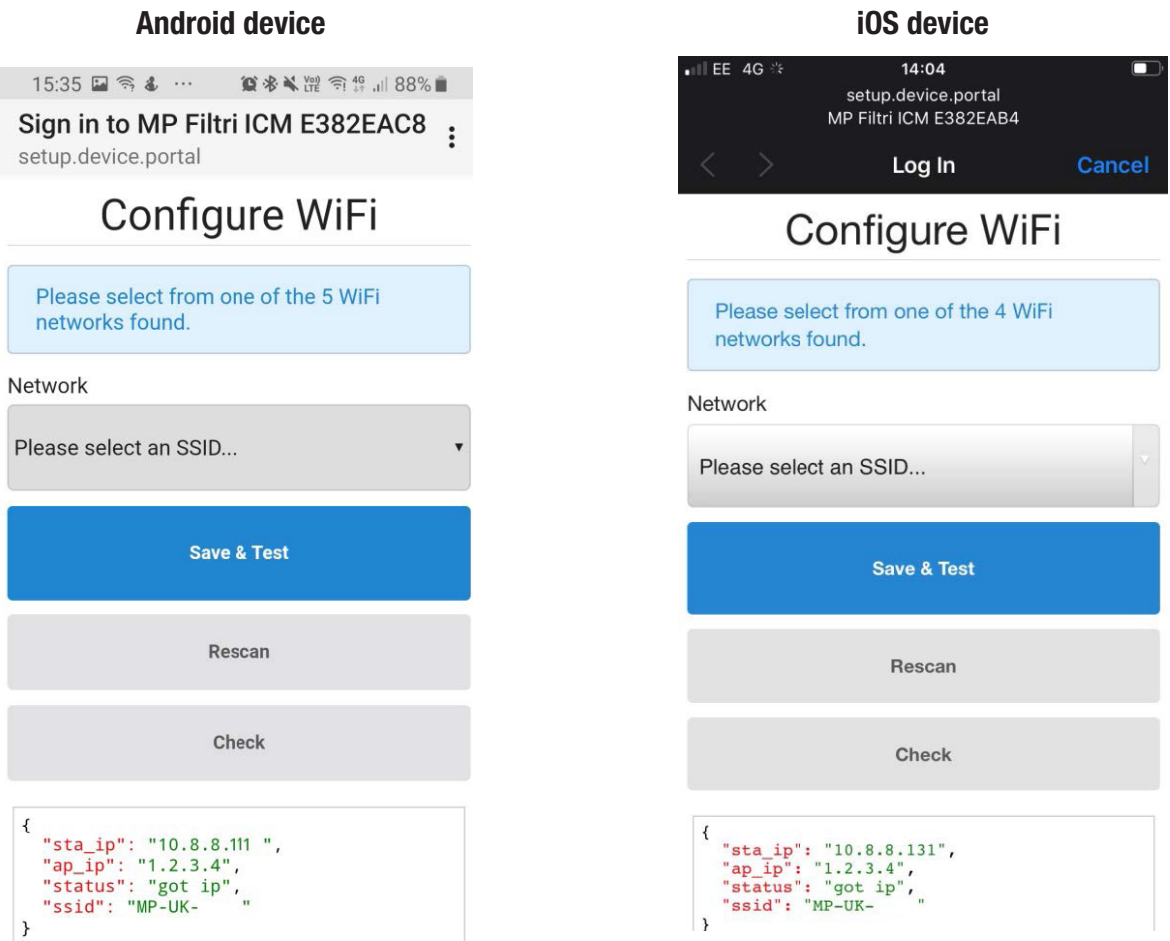 Android device
15:35 ... Vo)) LTE 4G 88%
Sign in to MP Filtri ICM E382EAC8
setup.device.portal
Configure WiFi
Please select from one of the 5 WiFi
networks found.
Network
Please select an SSID...
Save & Test
Rescan
Check
{
"sta_ip": "10.8.8.111 ",
"ap_ip": "1.2.3.4",
"status": "got ip",
"ssid": "MP-UK-     "
}
iOS device
EE 4G 14:04
setup.device.portal
MP Filtri ICM E382EAB4
Log In Cancel
Configure WiFi
Please select from one of the 4 WiFi
networks found.
Network
Please select an SSID...
Save & Test
Rescan
Check
{
"sta_ip": "10.8.8.131",
"ap_ip": "1.2.3.4",
"status": "got ip",
"ssid": "MP-UK-     "
}